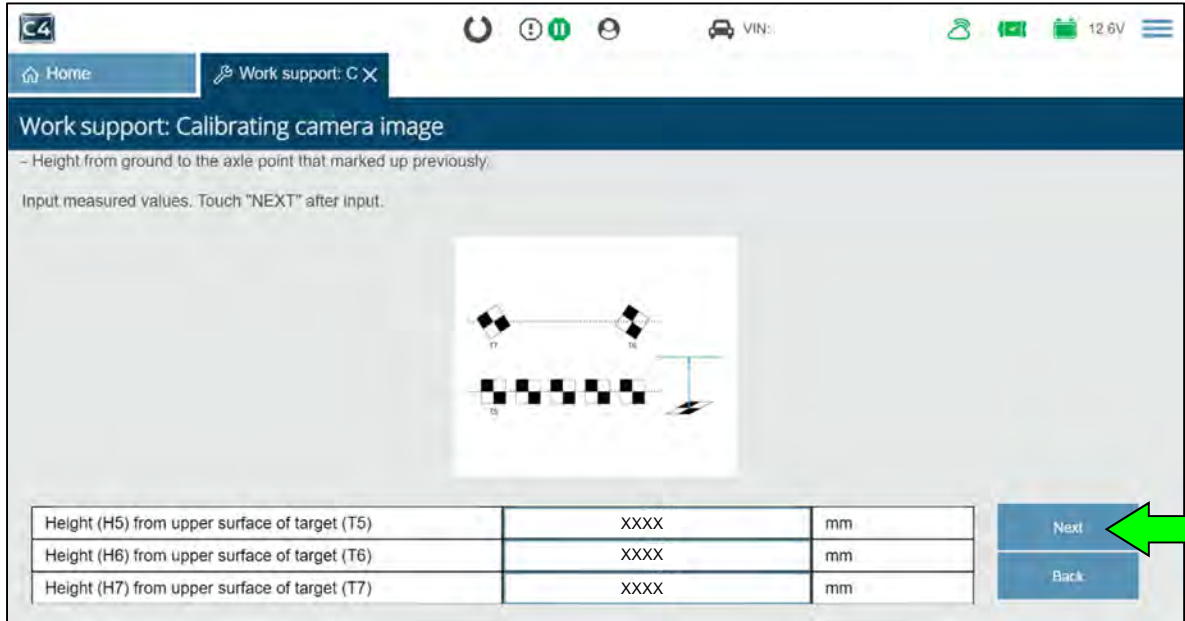 C4
VIN:
12.6V
Home
Work support: C X
Work support: Calibrating camera image
- Height from ground to the axle point that marked up previously.
Input measured values. Touch "NEXT" after input.
T7
T6
T5
Height (H5) from upper surface of target (T5) XXXX mm
Next
Height (H6) from upper surface of target (T6) XXXX mm
Back
Height (H7) from upper surface of target (T7) XXXX mm